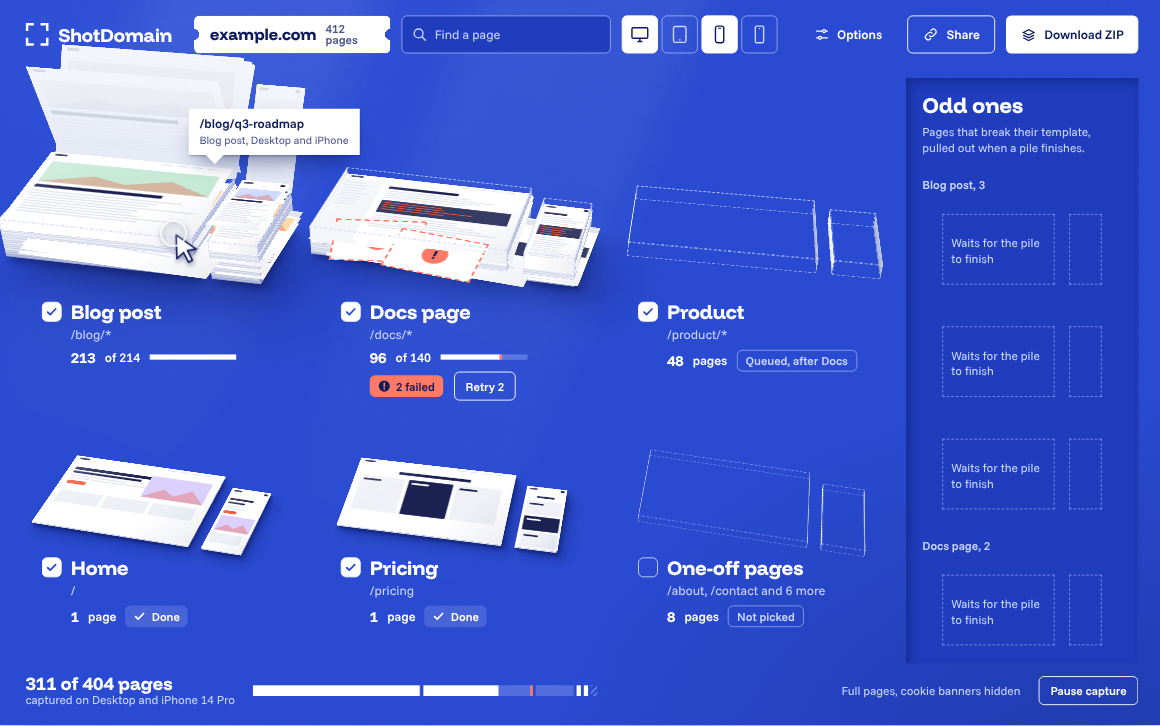 ShotDomain
example.com
412
pages
Find a page
Options
Share
Download ZIP
/blog/q3-roadmap
Blog post, Desktop and iPhone
Blog post
/blog/*
213 of 214
Docs page
/docs/*
96 of 140
2 failed
Retry 2
Product
/product/*
48 pages
Queued, after Docs
Home
/
1 page
Done
Pricing
/pricing
1 page
Done
One-off pages
/about, /contact and 6 more
8 pages
Not picked
Odd ones
Pages that break their template,
pulled out when a pile finishes.
Blog post, 3
Waits for the pile
to finish
Waits for the pile
to finish
Waits for the pile
to finish
Docs page, 2
Waits for the pile
to finish
311 of 404 pages
captured on Desktop and iPhone 14 Pro
Full pages, cookie banners hidden
Pause capture